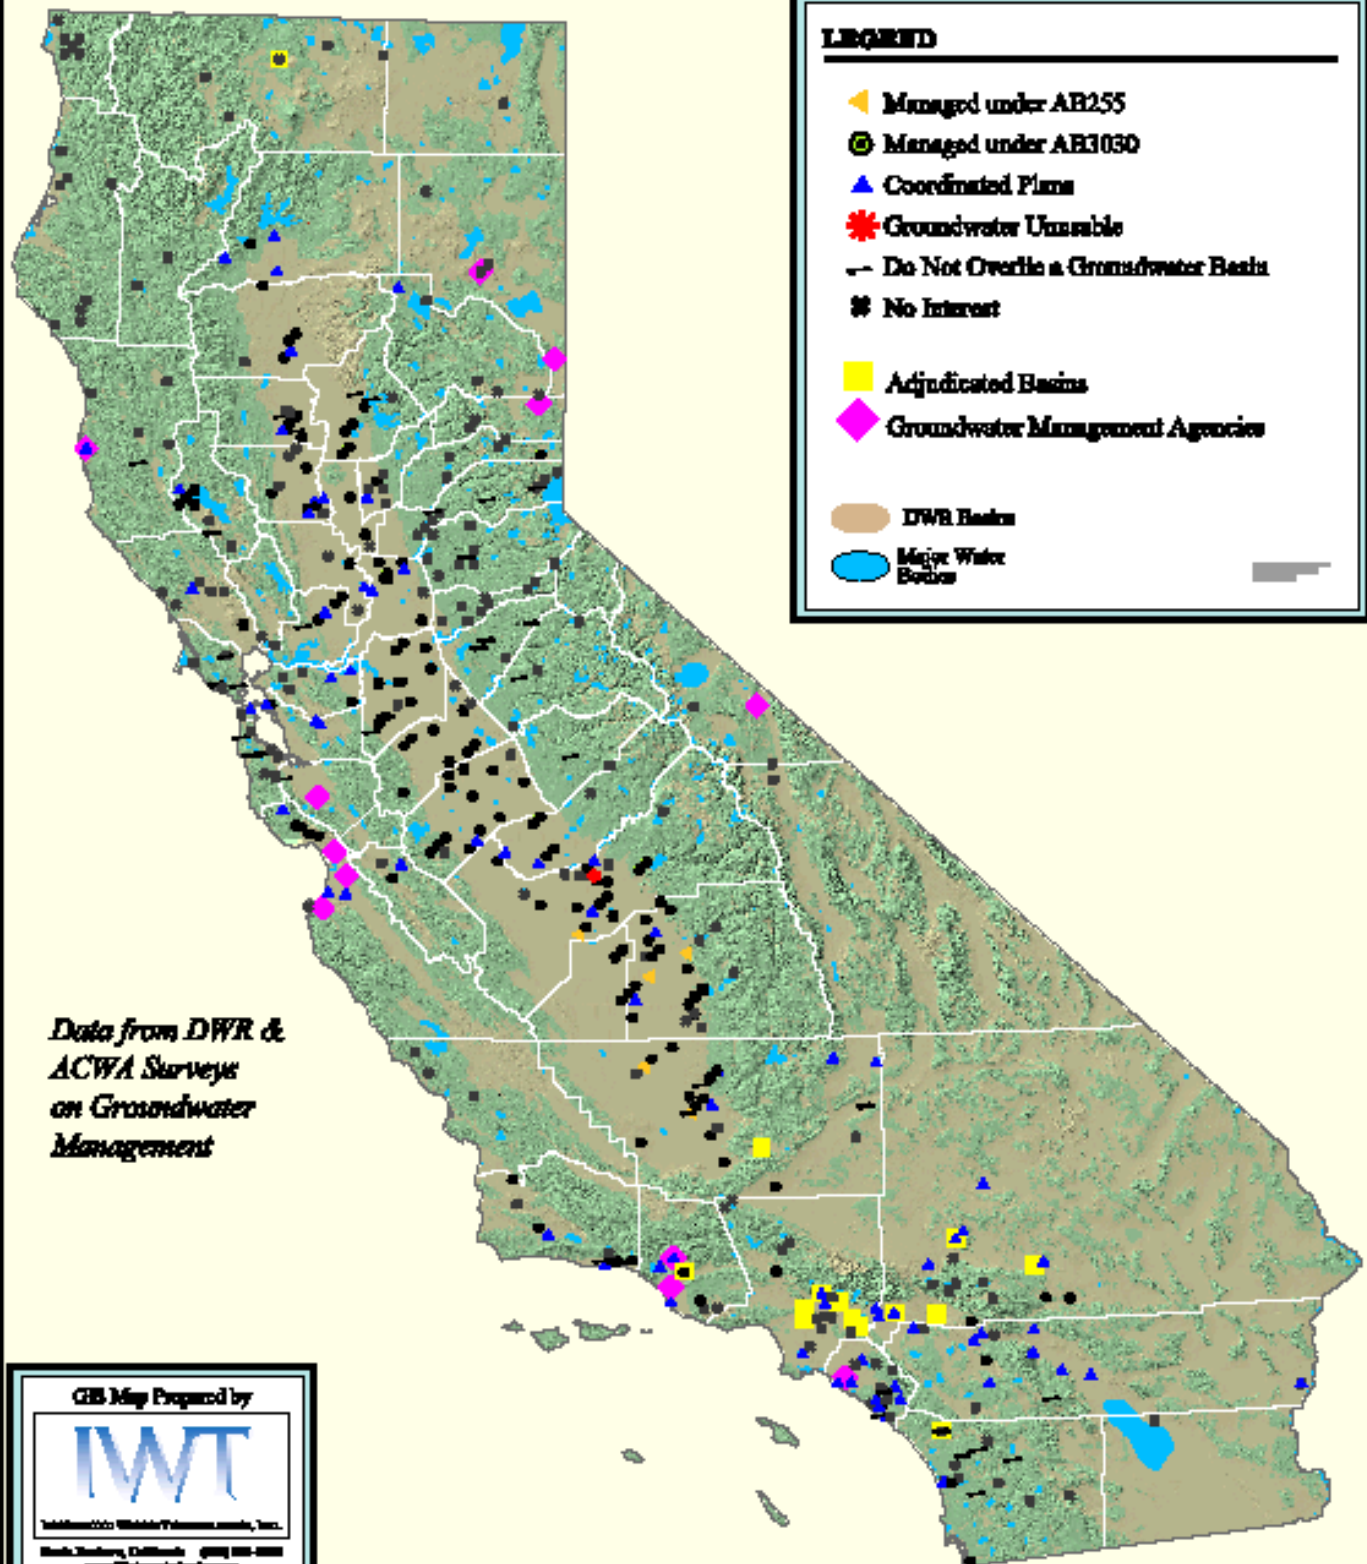 LEGEND
Managed under AB255
Managed under AB3030
Coordinated Plans
Groundwater Unusable
Do Not Overlie a Groundwater Basin
No Interest
Adjudicated Basins
Groundwater Management Agencies
DWR Basins
Major Water
Bodies
Data from DWR &
ACWA Surveys
on Groundwater
Management
GIS Map Prepared by
IWT